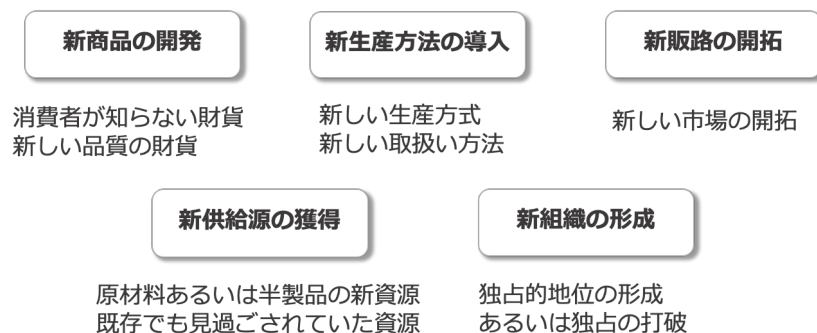 新商品の開発
消費者が知らない財貨
新しい品質の財貨
新生産方法の導入
新しい生産方式
新しい取扱い方法
新販路の開拓
新しい市場の開拓
新供給源の獲得
原材料あるいは半製品の新資源
既存でも見過ごされていた資源
新組織の形成
独占的地位の形成
あるいは独占の打破